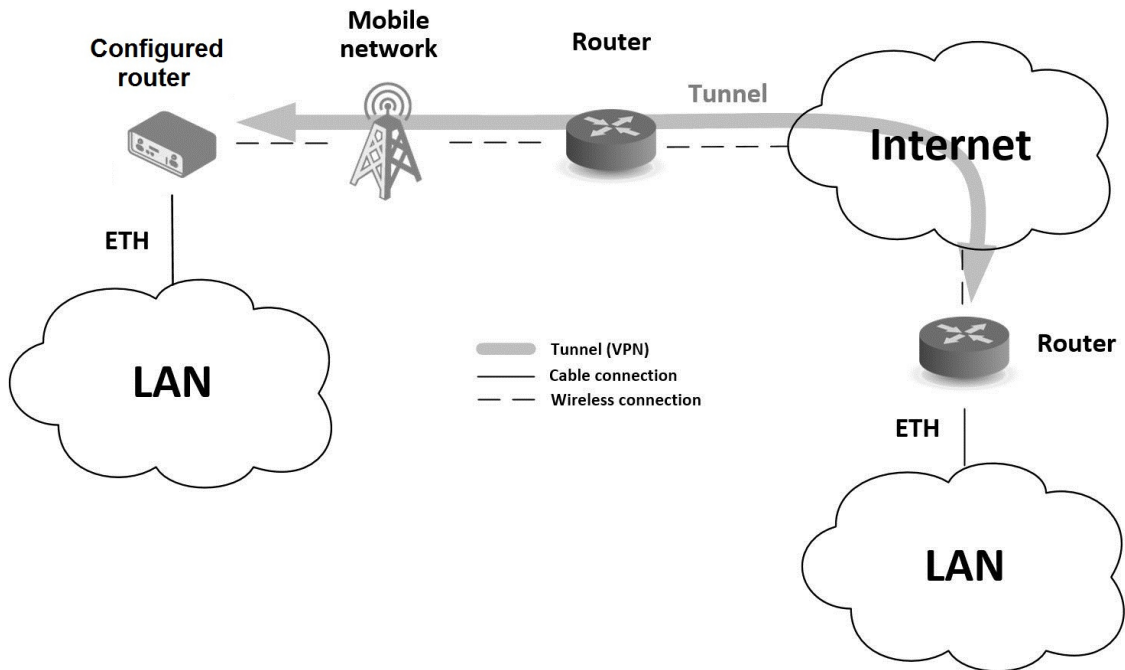 Configured
router
Mobile
network
Router
Tunnel
Internet
ETH
LAN
Tunnel (VPN)
Cable connection
Wireless connection
Router
ETH
LAN